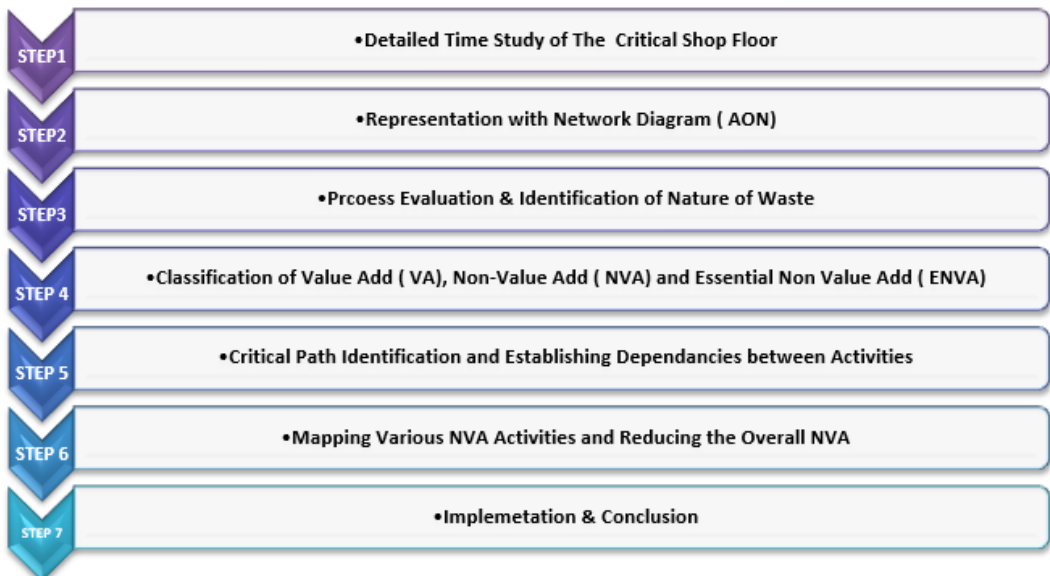 STEP1
•Detailed Time Study of The Critical Shop Floor
STEP2
•Representation with Network Diagram ( AON)
STEP3
•Prcoess Evaluation & Identification of Nature of Waste
STEP 4
•Classification of Value Add ( VA), Non-Value Add ( NVA) and Essential Non Value Add ( ENVA)
STEP 5
•Critical Path Identification and Establishing Dependancies between Activities
STEP 6
•Mapping Various NVA Activities and Reducing the Overall NVA
STEP 7
•Implemetation & Conclusion